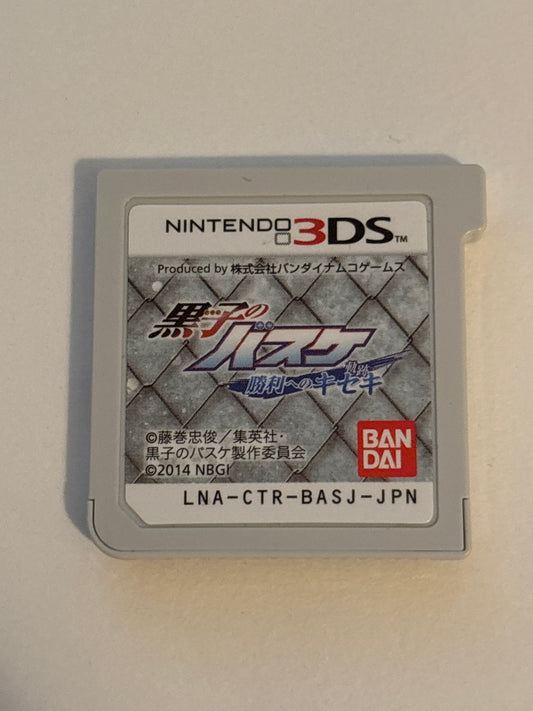 NINTENDO 3DS™
Produced by 株式会社バンダイナムコゲームス
黒子の
バスケ
軌跡
勝利へのキセキ
©藤巻忠俊／集英社・
黒子のバスケ製作委員会
©2014 NBGI
BAN
DAI
LNA-CTR-BASJ-JPN